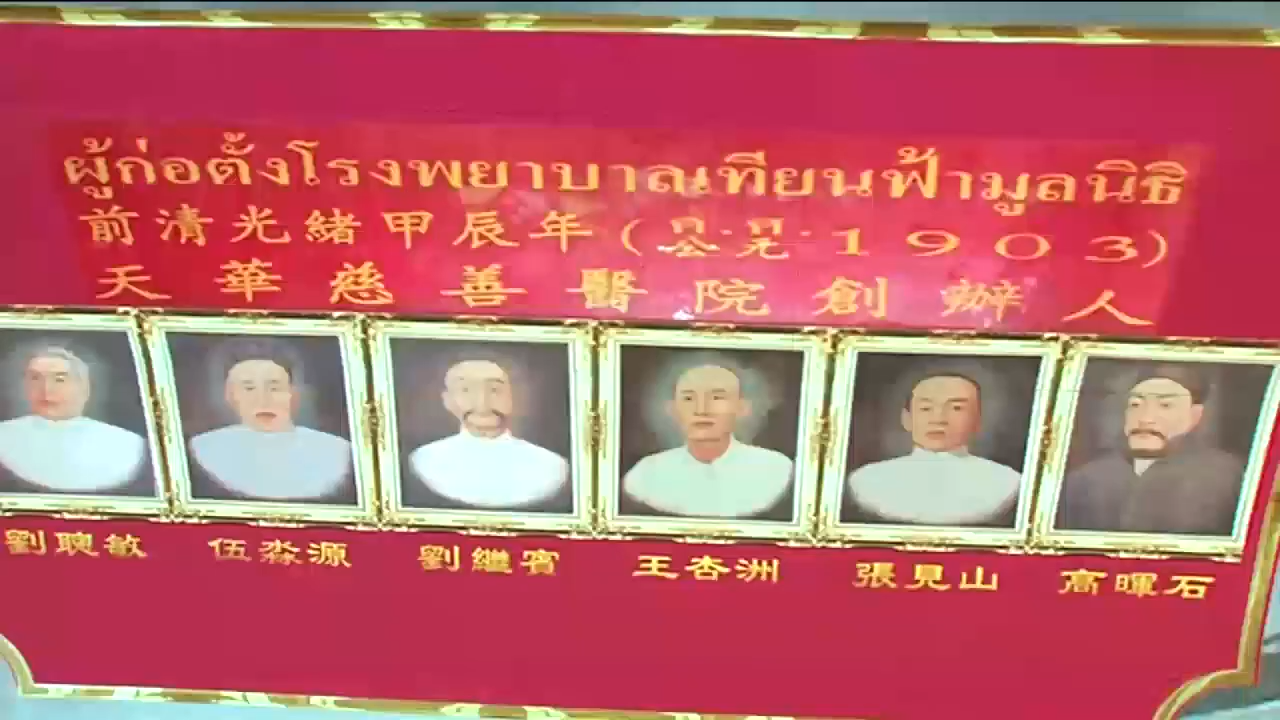 ผู้ก่อตั้งโรงพยาบาลเทียนฟ้ามูลนิธิ
前清光緒甲辰年(公元1903)
天華慈善醫院創辦人
劉聰敏 伍淼源 劉繼賓 王杏洲 張見山 高暉石